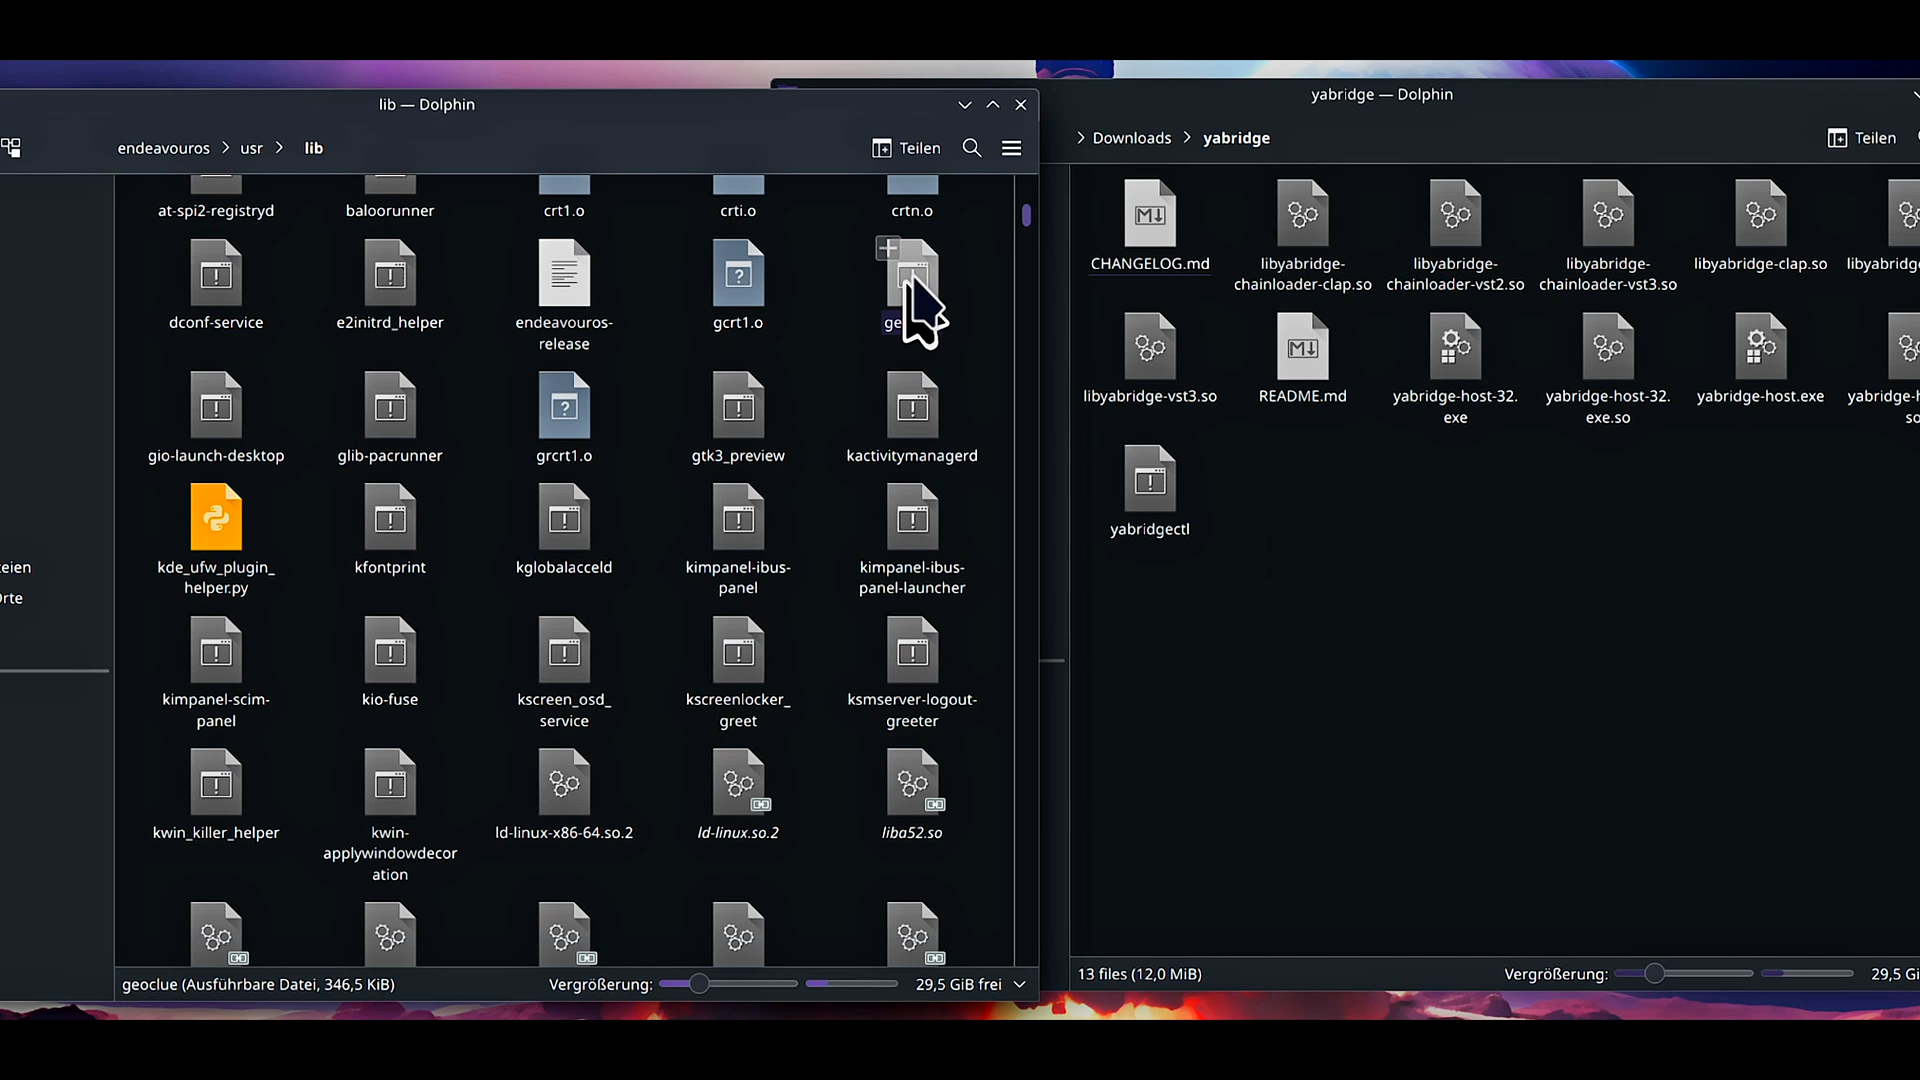 lib — Dolphin
endeavouros > usr > lib
Teilen
at-spi2-registryd
baloorunner
crt1.o
crti.o
crtn.o
dconf-service
e2initrd_helper
endeavouros-
release
gcrt1.o
gio-launch-desktop
glib-pacrunner
grcrt1.o
gtk3_preview
kactivitymanagerd
kde_ufw_plugin_
helper.py
kfontprint
kglobalacceld
kimpanel-ibus-
panel
kimpanel-ibus-
panel-launcher
kimpanel-scim-
panel
kio-fuse
kscreen_osd_
service
kscreenlocker_
greet
ksmserver-logout-
greeter
kwin_killer_helper
kwin-
applywindowdecor
ation
ld-linux-x86-64.so.2
ld-linux.so.2
liba52.so
geoclue (Ausführbare Datei, 346,5 KiB)
Vergrößerung:
29,5 GiB frei
yabridge — Dolphin
> Downloads > yabridge
Teilen
CHANGELOG.md
libyabridge-
chainloader-clap.so
libyabridge-
chainloader-vst2.so
libyabridge-
chainloader-vst3.so
libyabridge-clap.so
libyabridge-vst3.so
README.md
yabridge-host-32.
exe
yabridge-host-32.
exe.so
yabridge-host.exe
yabridgectl
13 files (12,0 MiB)
Vergrößerung:
29,5